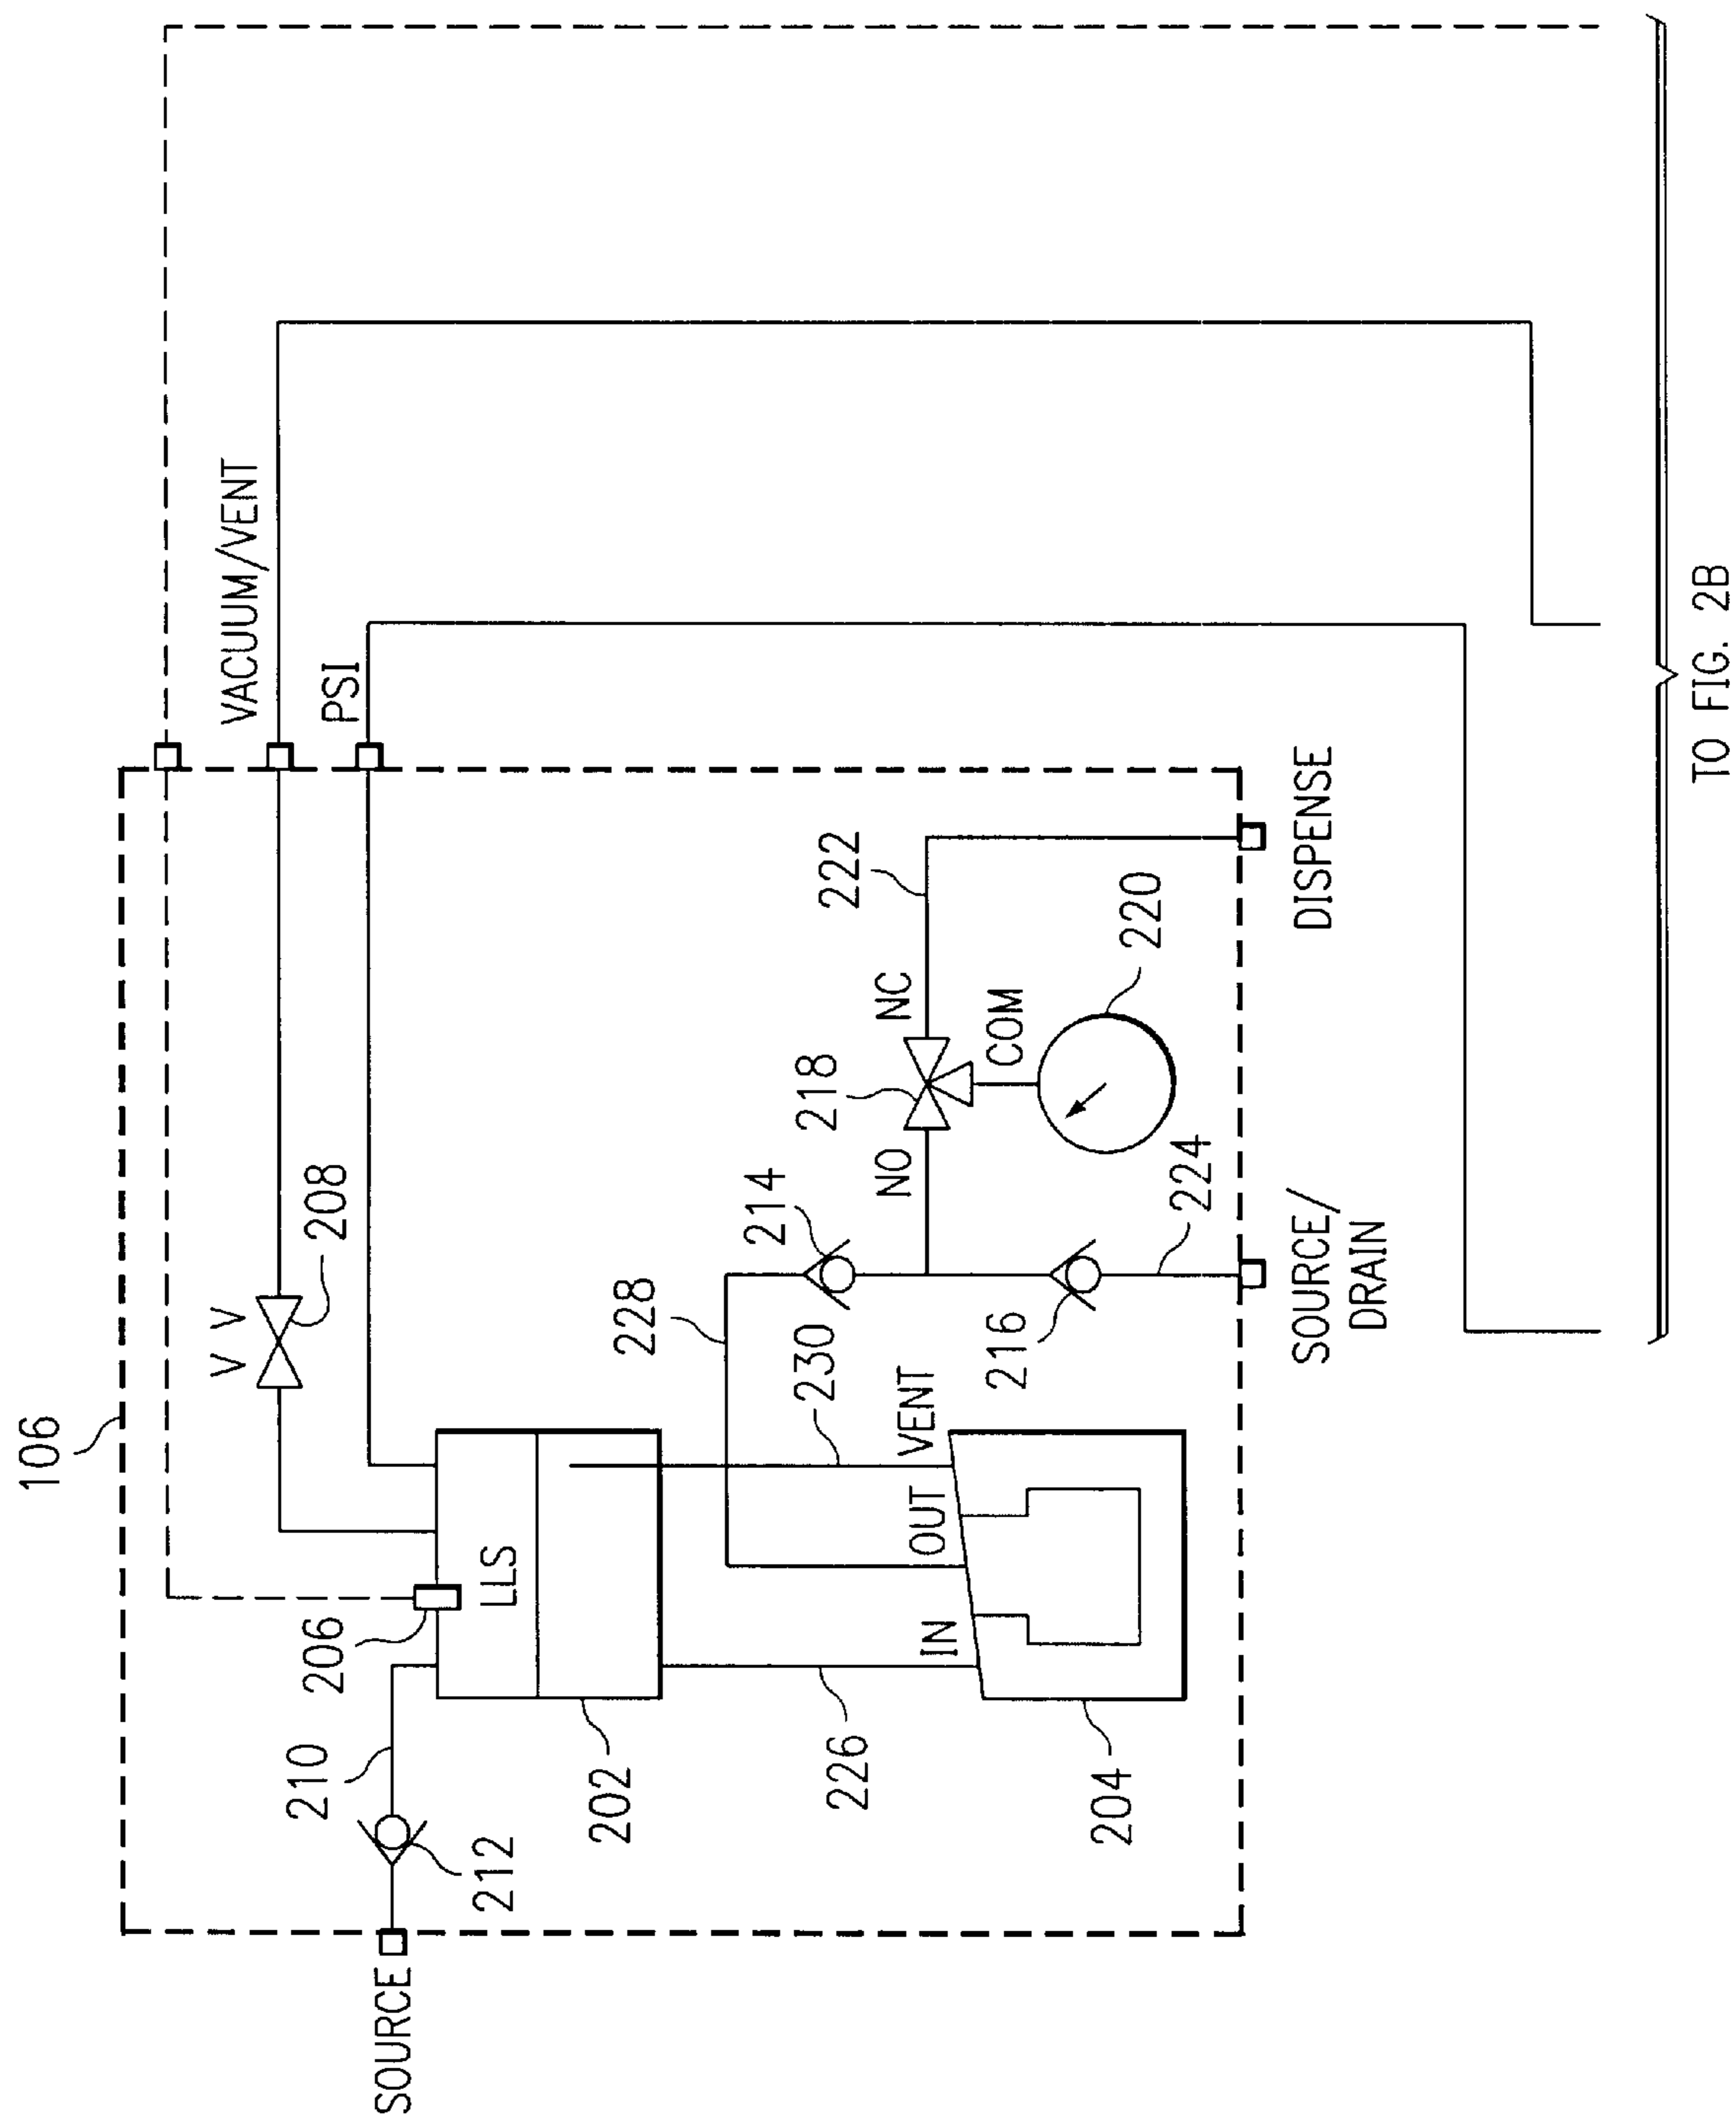 106
VACUUM/VENT
V V
208
PSI
SOURCE
210
212
206
LLS
202
228
214
218
NO
NC
222
COM
220
230
226
IN
OUT
VENT
216
224
204
SOURCE/
DRAIN
DISPENSE
TO FIG. 2B